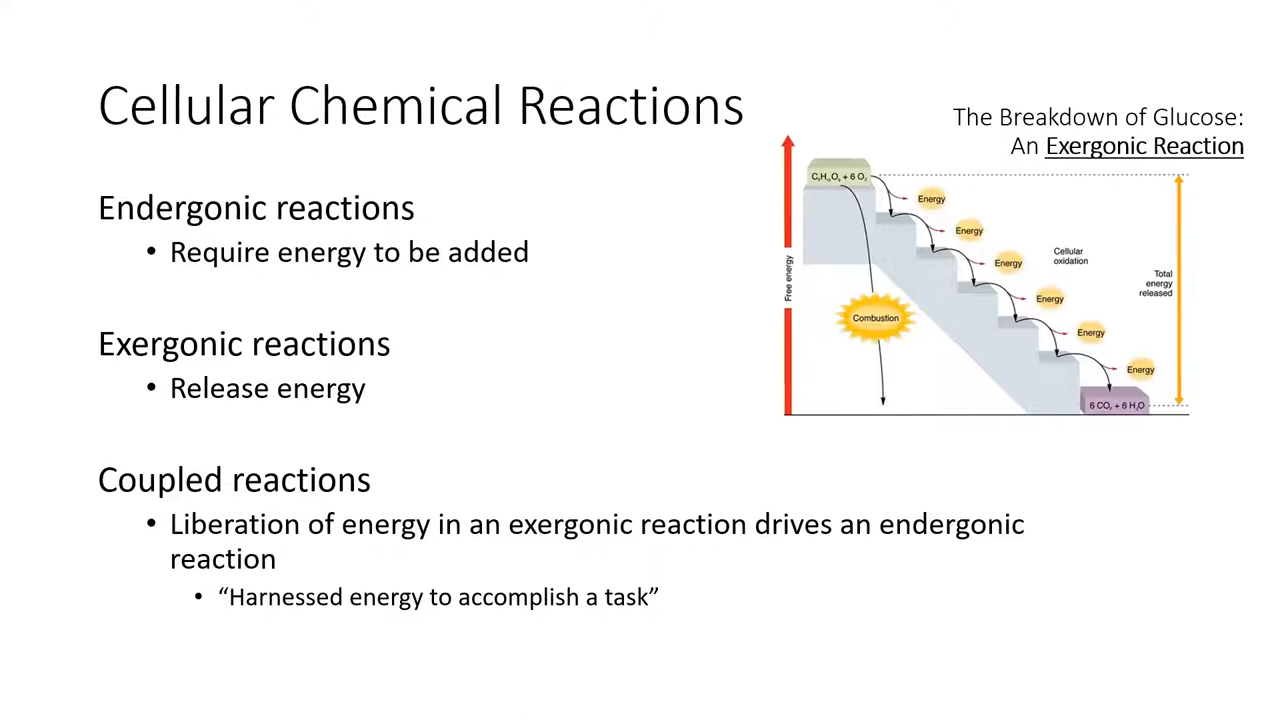 Cellular Chemical Reactions
The Breakdown of Glucose:
An Exergonic Reaction
Endergonic reactions
• Require energy to be added
Exergonic reactions
• Release energy
Coupled reactions
• Liberation of energy in an exergonic reaction drives an endergonic
reaction
• “Harnessed energy to accomplish a task”
Free energy
C₆H₁₂O₆ + 6 O₂
Energy
Energy
Energy
Energy
Energy
Energy
Cellular
oxidation
Total
energy
released
Combustion
6 CO₂ + 6 H₂O